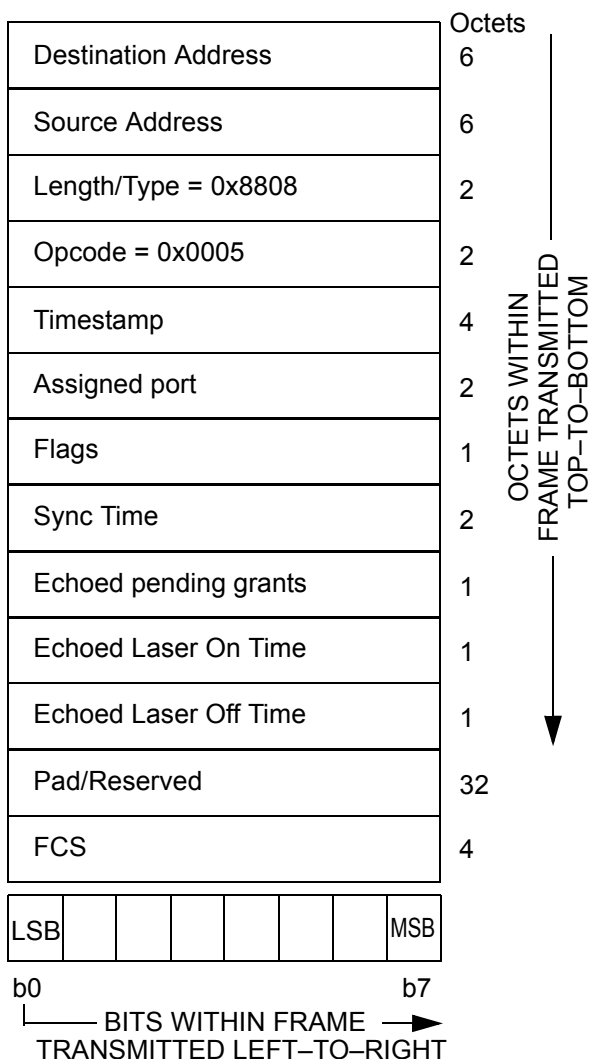 Octets
Destination Address 6
Source Address 6
Length/Type = 0x8808 2
Opcode = 0x0005 2
Timestamp 4
Assigned port 2
Flags 1
Sync Time 2
Echoed pending grants 1
Echoed Laser On Time 1
Echoed Laser Off Time 1
Pad/Reserved 32
FCS 4
OCTETS WITHIN
FRAME TRANSMITTED
TOP–TO–BOTTOM
LSB MSB
b0 b7
BITS WITHIN FRAME
TRANSMITTED LEFT–TO–RIGHT